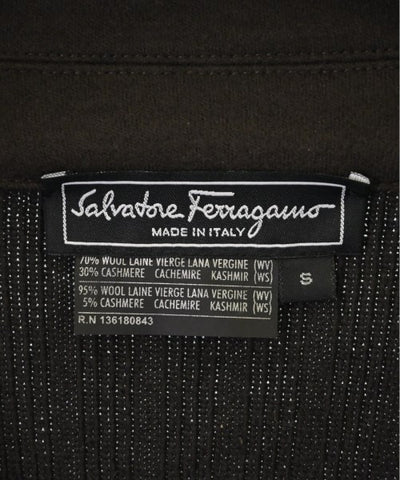 Salvatore Ferragamo
MADE IN ITALY
70% WOOL LAINE VIERGE LANA VERGINE (WV)
30% CASHMERE CACHEMIRE KASHMIR (WS)
S
95% WOOL LAINE VIERGE LANA VERGINE (WV)
5% CASHMERE CACHEMIRE KASHMIR (WS)
R.N 136180843